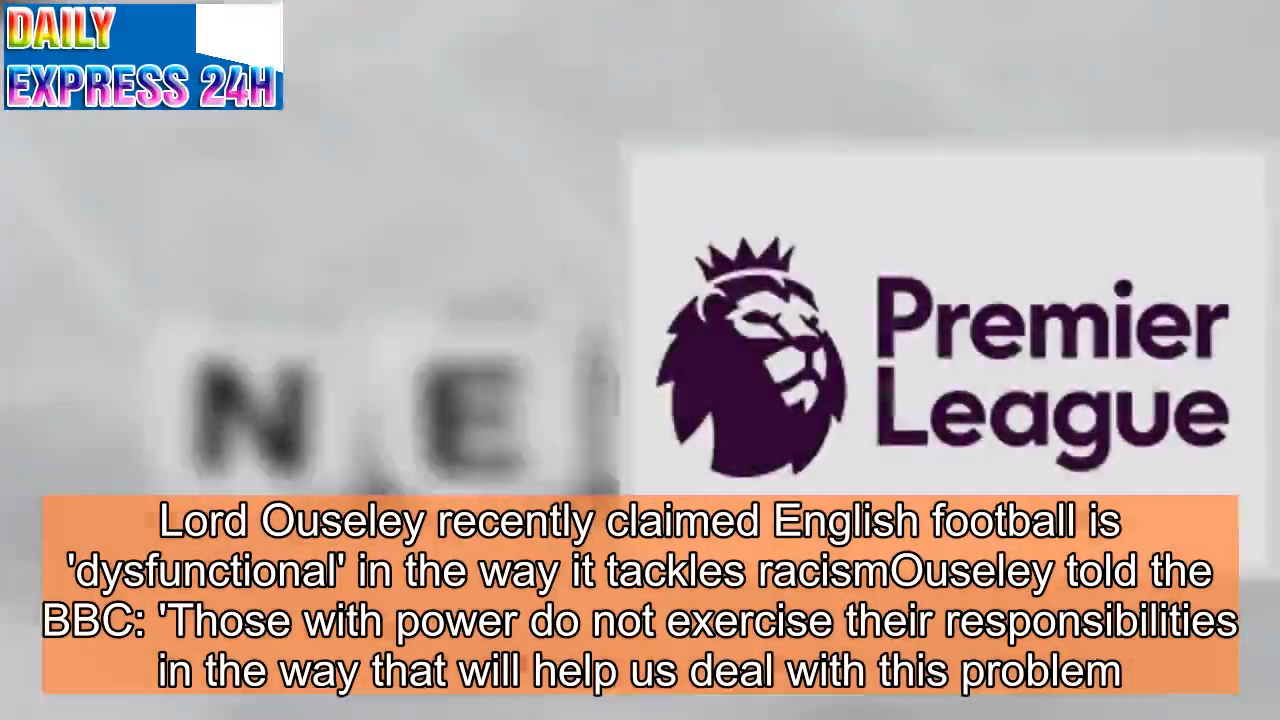 DAILY
EXPRESS 24H
N E
Premier
League
Lord Ouseley recently claimed English football is
'dysfunctional' in the way it tackles racismOuseley told the
BBC: 'Those with power do not exercise their responsibilities
in the way that will help us deal with this problem